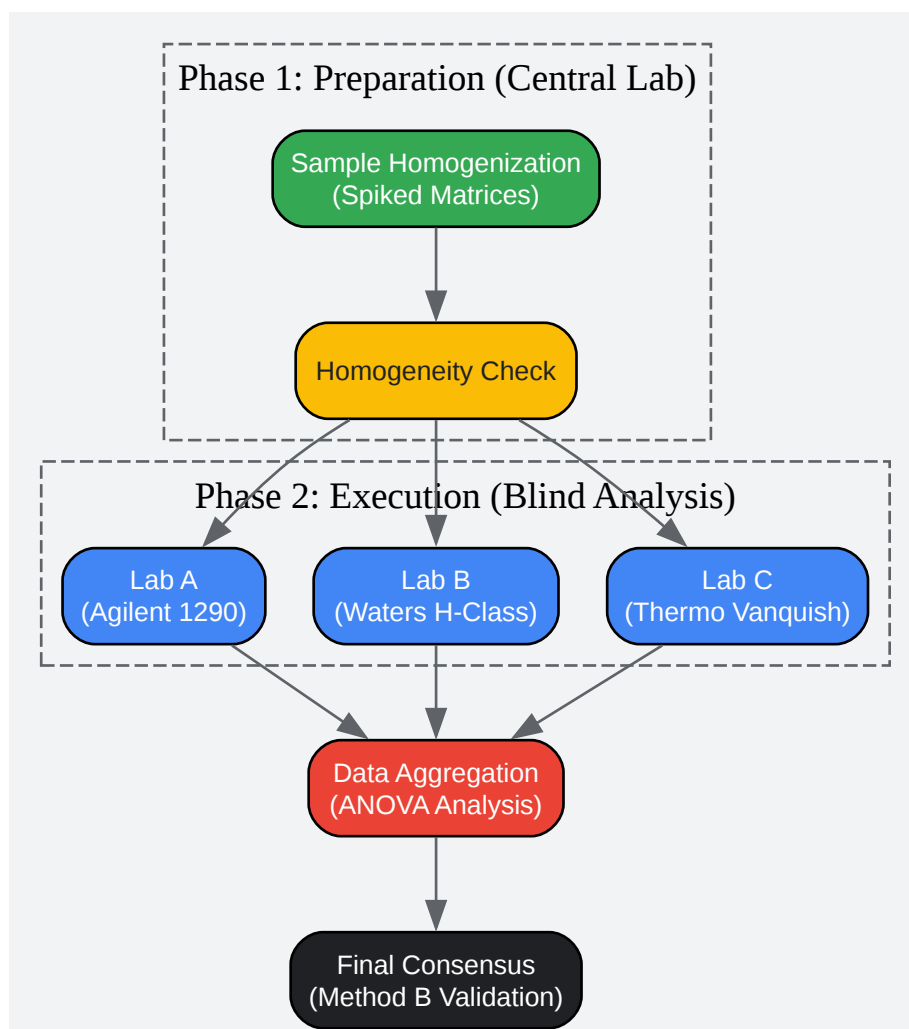 Phase 1: Preparation (Central Lab)
Sample Homogenization
(Spiked Matrices)
Homogeneity Check
Phase 2: Execution (Blind Analysis)
Lab A
(Agilent 1290)
Lab B
(Waters H-Class)
Lab C
(Thermo Vanquish)
Data Aggregation
(ANOVA Analysis)
Final Consensus
(Method B Validation)